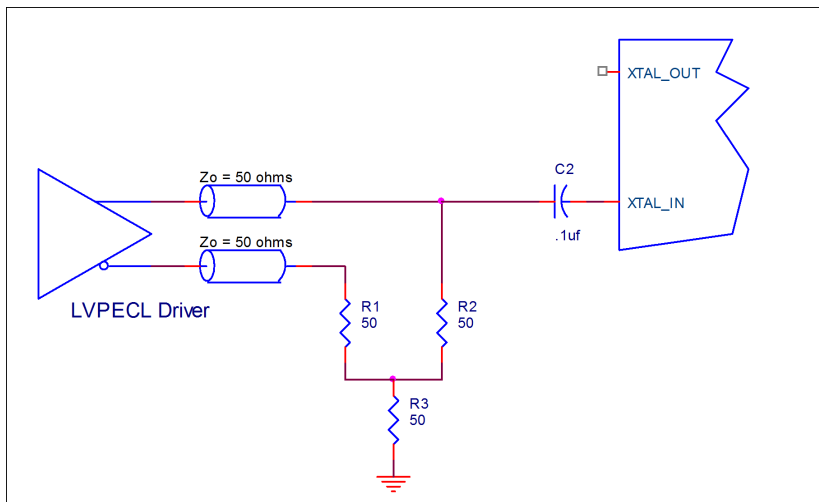 XTAL_OUT
Zo = 50 ohms
C2
XTAL_IN
.1uf
Zo = 50 ohms
LVPECL Driver
R1
50
R2
50
R3
50